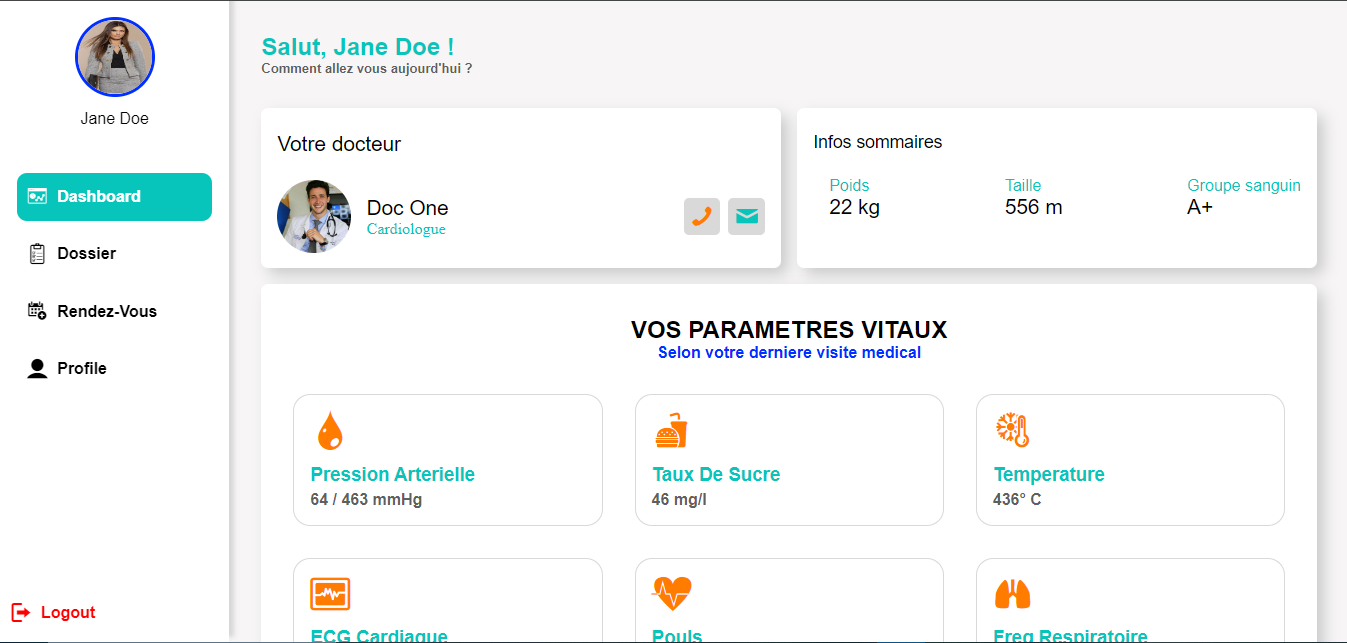 Jane Doe
Dashboard
Dossier
Rendez-Vous
Profile
Logout
Salut, Jane Doe !
Comment allez vous aujourd'hui ?
Votre docteur
Doc One
Cardiologue
Infos sommaires
Poids
22 kg
Taille
556 m
Groupe sanguin
A+
VOS PARAMETRES VITAUX
Selon votre derniere visite medical
Pression Arterielle
64 / 463 mmHg
Taux De Sucre
46 mg/l
Temperature
436° C
ECG Cardiaque
Pouls
Freq Respiratoire